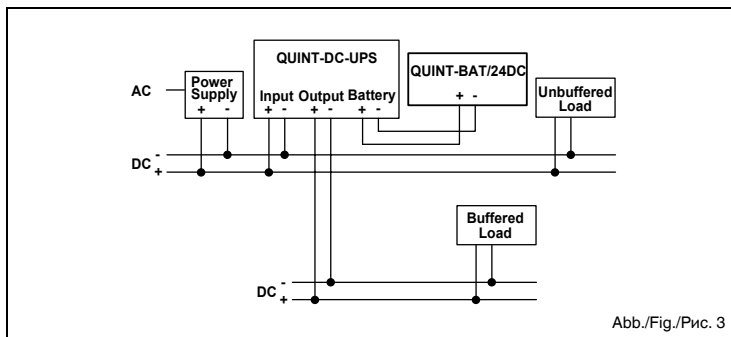 QUINT-DC-UPS
QUINT-BAT/24DC
AC
Power
Supply
+ -
Input Output Battery
+ - + - + -
+ -
Unbuffered
Load
-
DC +
Buffered
Load
-
DC +
Abb./Fig./Рис. 3